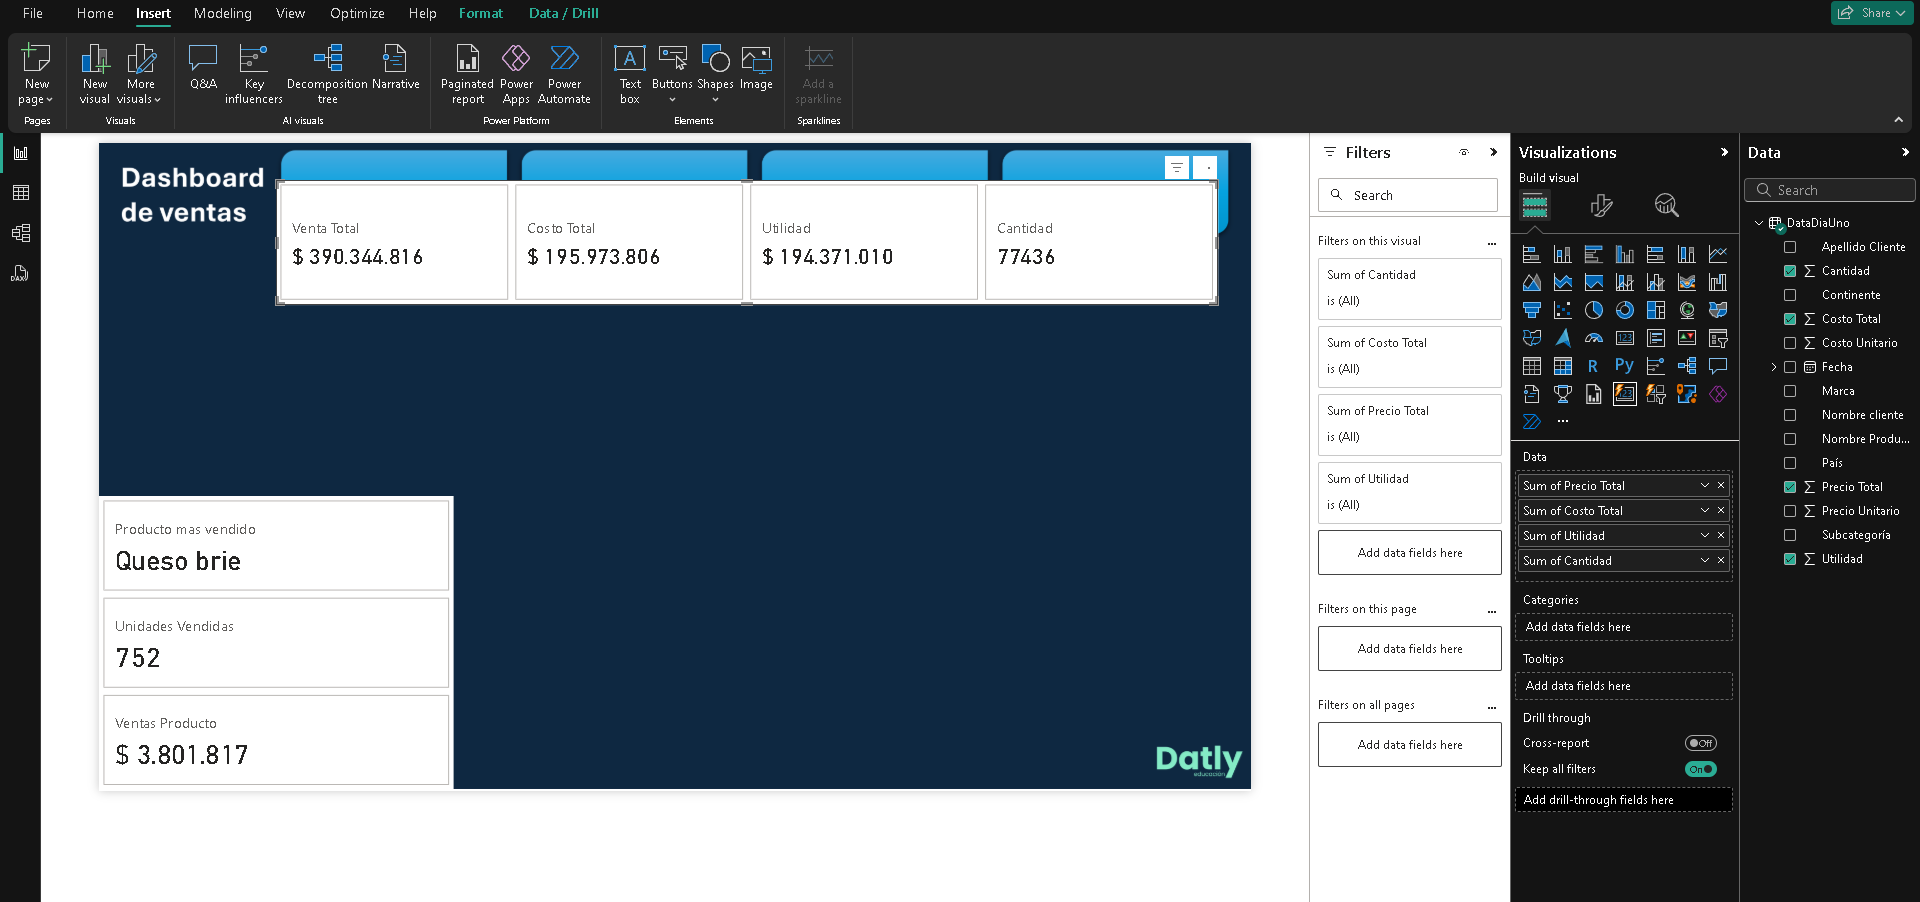 File Home Insert Modeling View Optimize Help Format Data / Drill
Share
New page
New visual
More visuals
Q&A
Key influencers
Decomposition tree
Narrative
Paginated report
Power Apps
Power Automate
Text box
Buttons
Shapes
Image
Add a sparkline
Pages
Visuals
AI visuals
Power Platform
Elements
Sparklines
Dashboard
de ventas
Venta Total
$ 390.344.816
Costo Total
$ 195.973.806
Utilidad
$ 194.371.010
Cantidad
77436
Producto mas vendido
Queso brie
Unidades Vendidas
752
Ventas Producto
$ 3.801.817
Datly
educación
Filters
Search
Filters on this visual
Sum of Cantidad
is (All)
Sum of Costo Total
is (All)
Sum of Precio Total
is (All)
Sum of Utilidad
is (All)
Add data fields here
Filters on this page
Add data fields here
Filters on all pages
Add data fields here
Visualizations
Build visual
R
Py
123
123
Data
Sum of Precio Total
Sum of Costo Total
Sum of Utilidad
Sum of Cantidad
Categories
Add data fields here
Tooltips
Add data fields here
Drill through
Cross-report
Off
Keep all filters
On
Add drill-through fields here
Data
Search
DataDiaUno
Apellido Cliente
Cantidad
Continente
Costo Total
Costo Unitario
Fecha
Marca
Nombre cliente
Nombre Produ...
País
Precio Total
Precio Unitario
Subcategoría
Utilidad
DAX